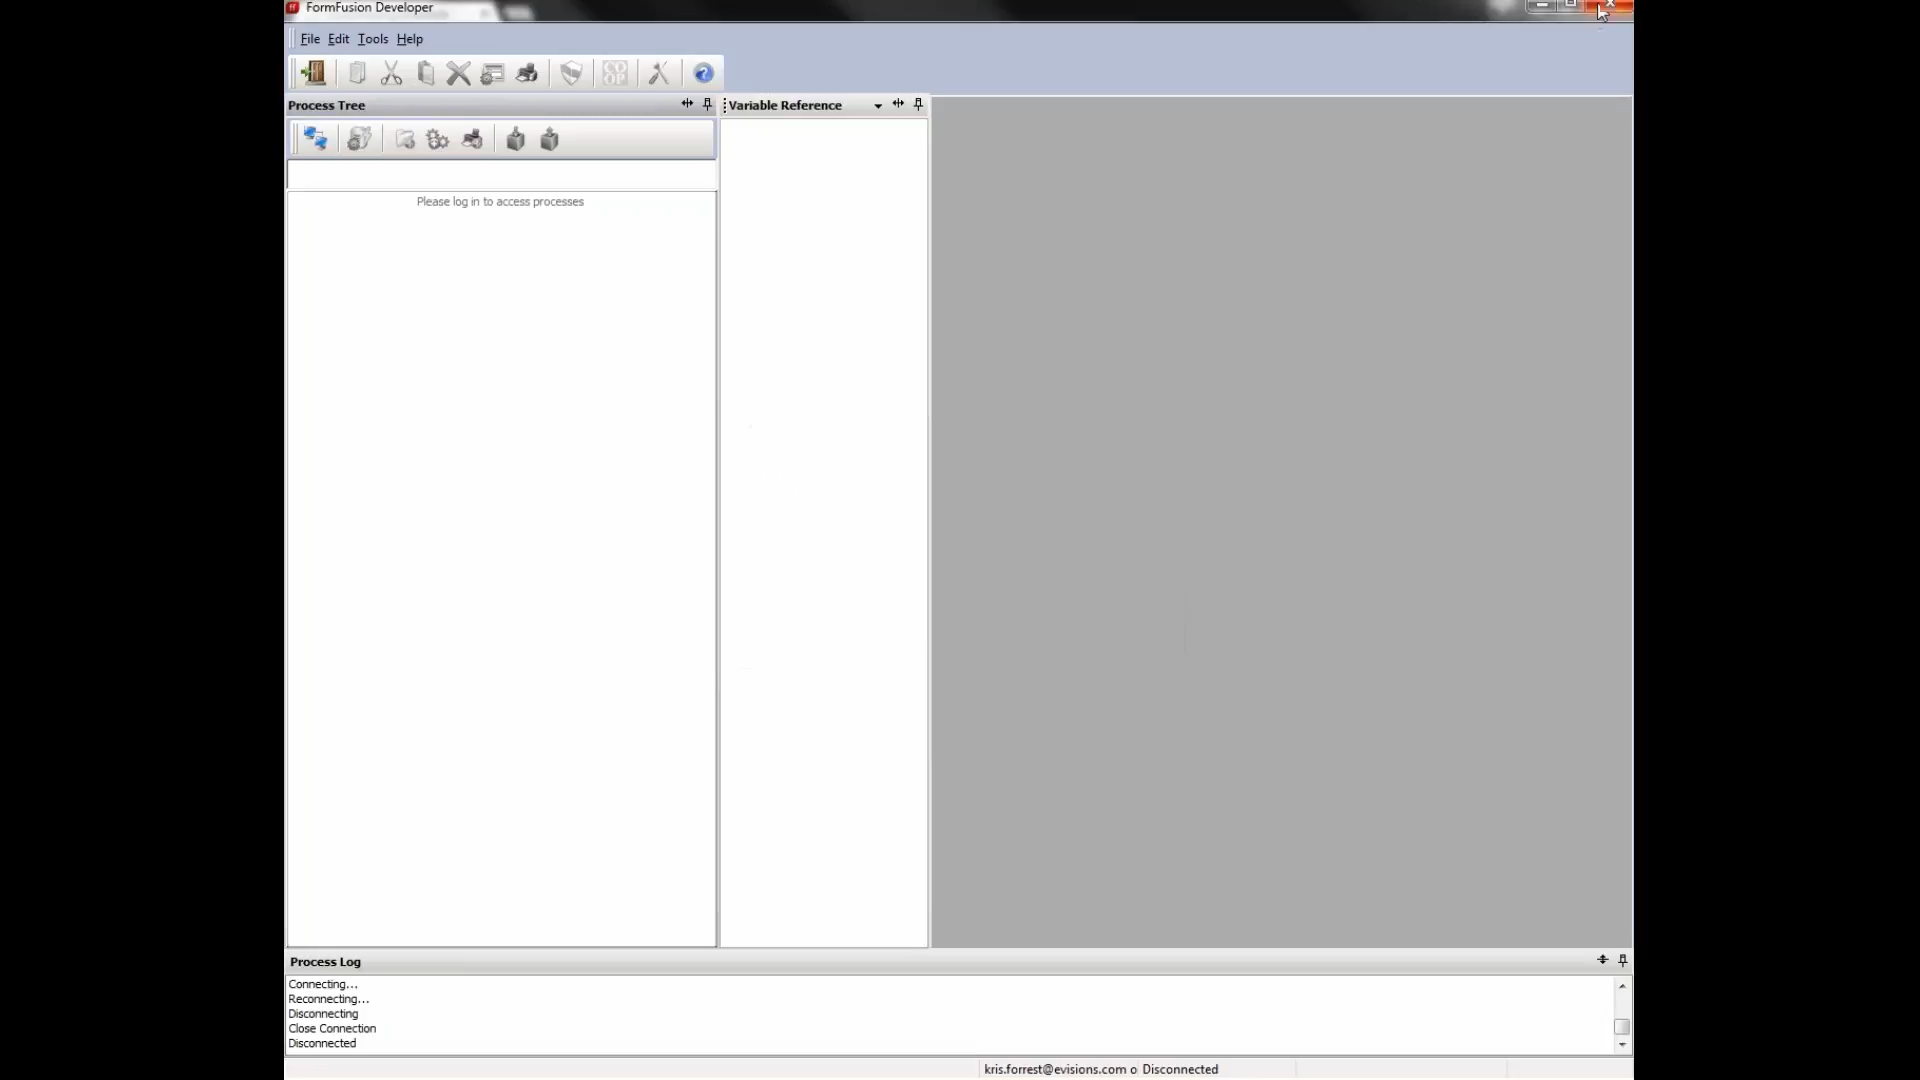 FormFusion Developer
File Edit Tools Help
Process Tree
Variable Reference
Please log in to access processes
Process Log
Connecting...
Reconnecting...
Disconnecting
Close Connection
Disconnected
kris.forrest@evisions.com o Disconnected